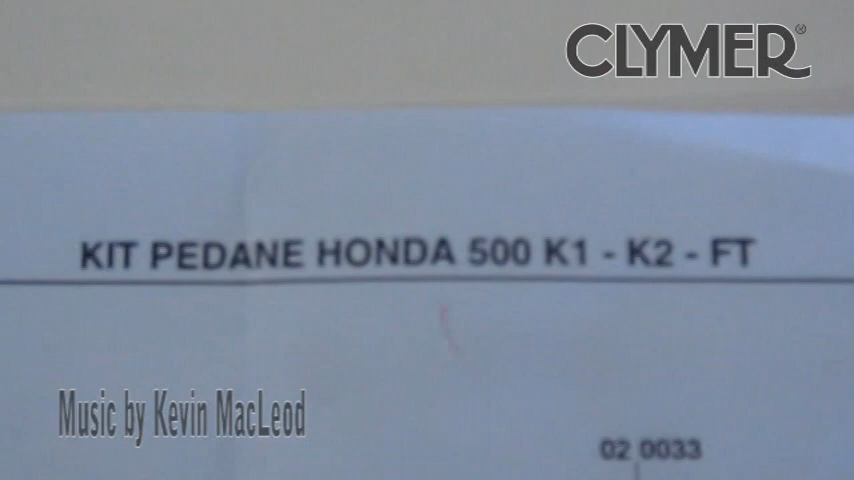 CLYMER®
KIT PEDANE HONDA 500 K1 - K2 - FT
Music by Kevin MacLeod
02 0033